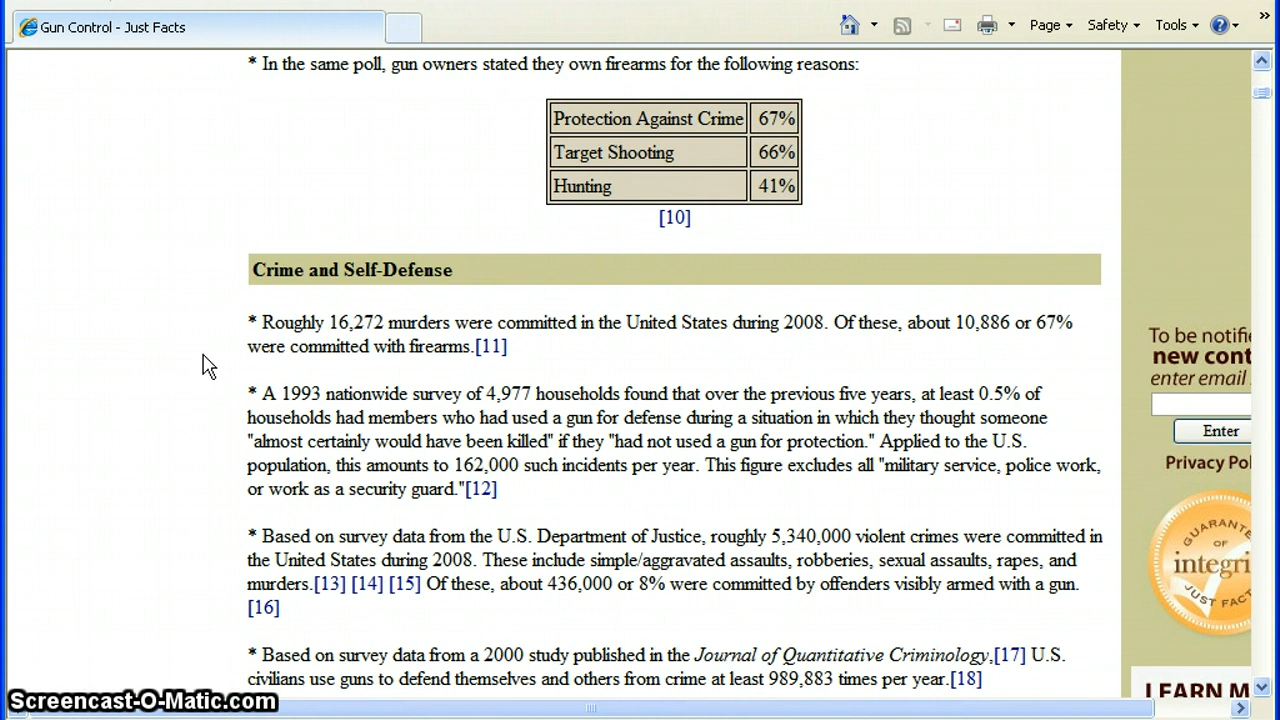 Gun Control - Just Facts
Page
Safety
Tools
* In the same poll, gun owners stated they own firearms for the following reasons:
Protection Against Crime 67%
Target Shooting 66%
Hunting 41%
[10]
Crime and Self-Defense
* Roughly 16,272 murders were committed in the United States during 2008. Of these, about 10,886 or 67%
were committed with firearms.[11]
* A 1993 nationwide survey of 4,977 households found that over the previous five years, at least 0.5% of
households had members who had used a gun for defense during a situation in which they thought someone
"almost certainly would have been killed" if they "had not used a gun for protection." Applied to the U.S.
population, this amounts to 162,000 such incidents per year. This figure excludes all "military service, police work,
or work as a security guard."[12]
* Based on survey data from the U.S. Department of Justice, roughly 5,340,000 violent crimes were committed in
the United States during 2008. These include simple/aggravated assaults, robberies, sexual assaults, rapes, and
murders.[13] [14] [15] Of these, about 436,000 or 8% were committed by offenders visibly armed with a gun.
[16]
* Based on survey data from a 2000 study published in the Journal of Quantitative Criminology,[17] U.S.
civilians use guns to defend themselves and others from crime at least 989,883 times per year.[18]
To be notifie
new cont
enter email
Enter
Privacy Pol
GUARANTE
OF
integri
JUST FACT
LEARN M
Screencast-O-Matic.com